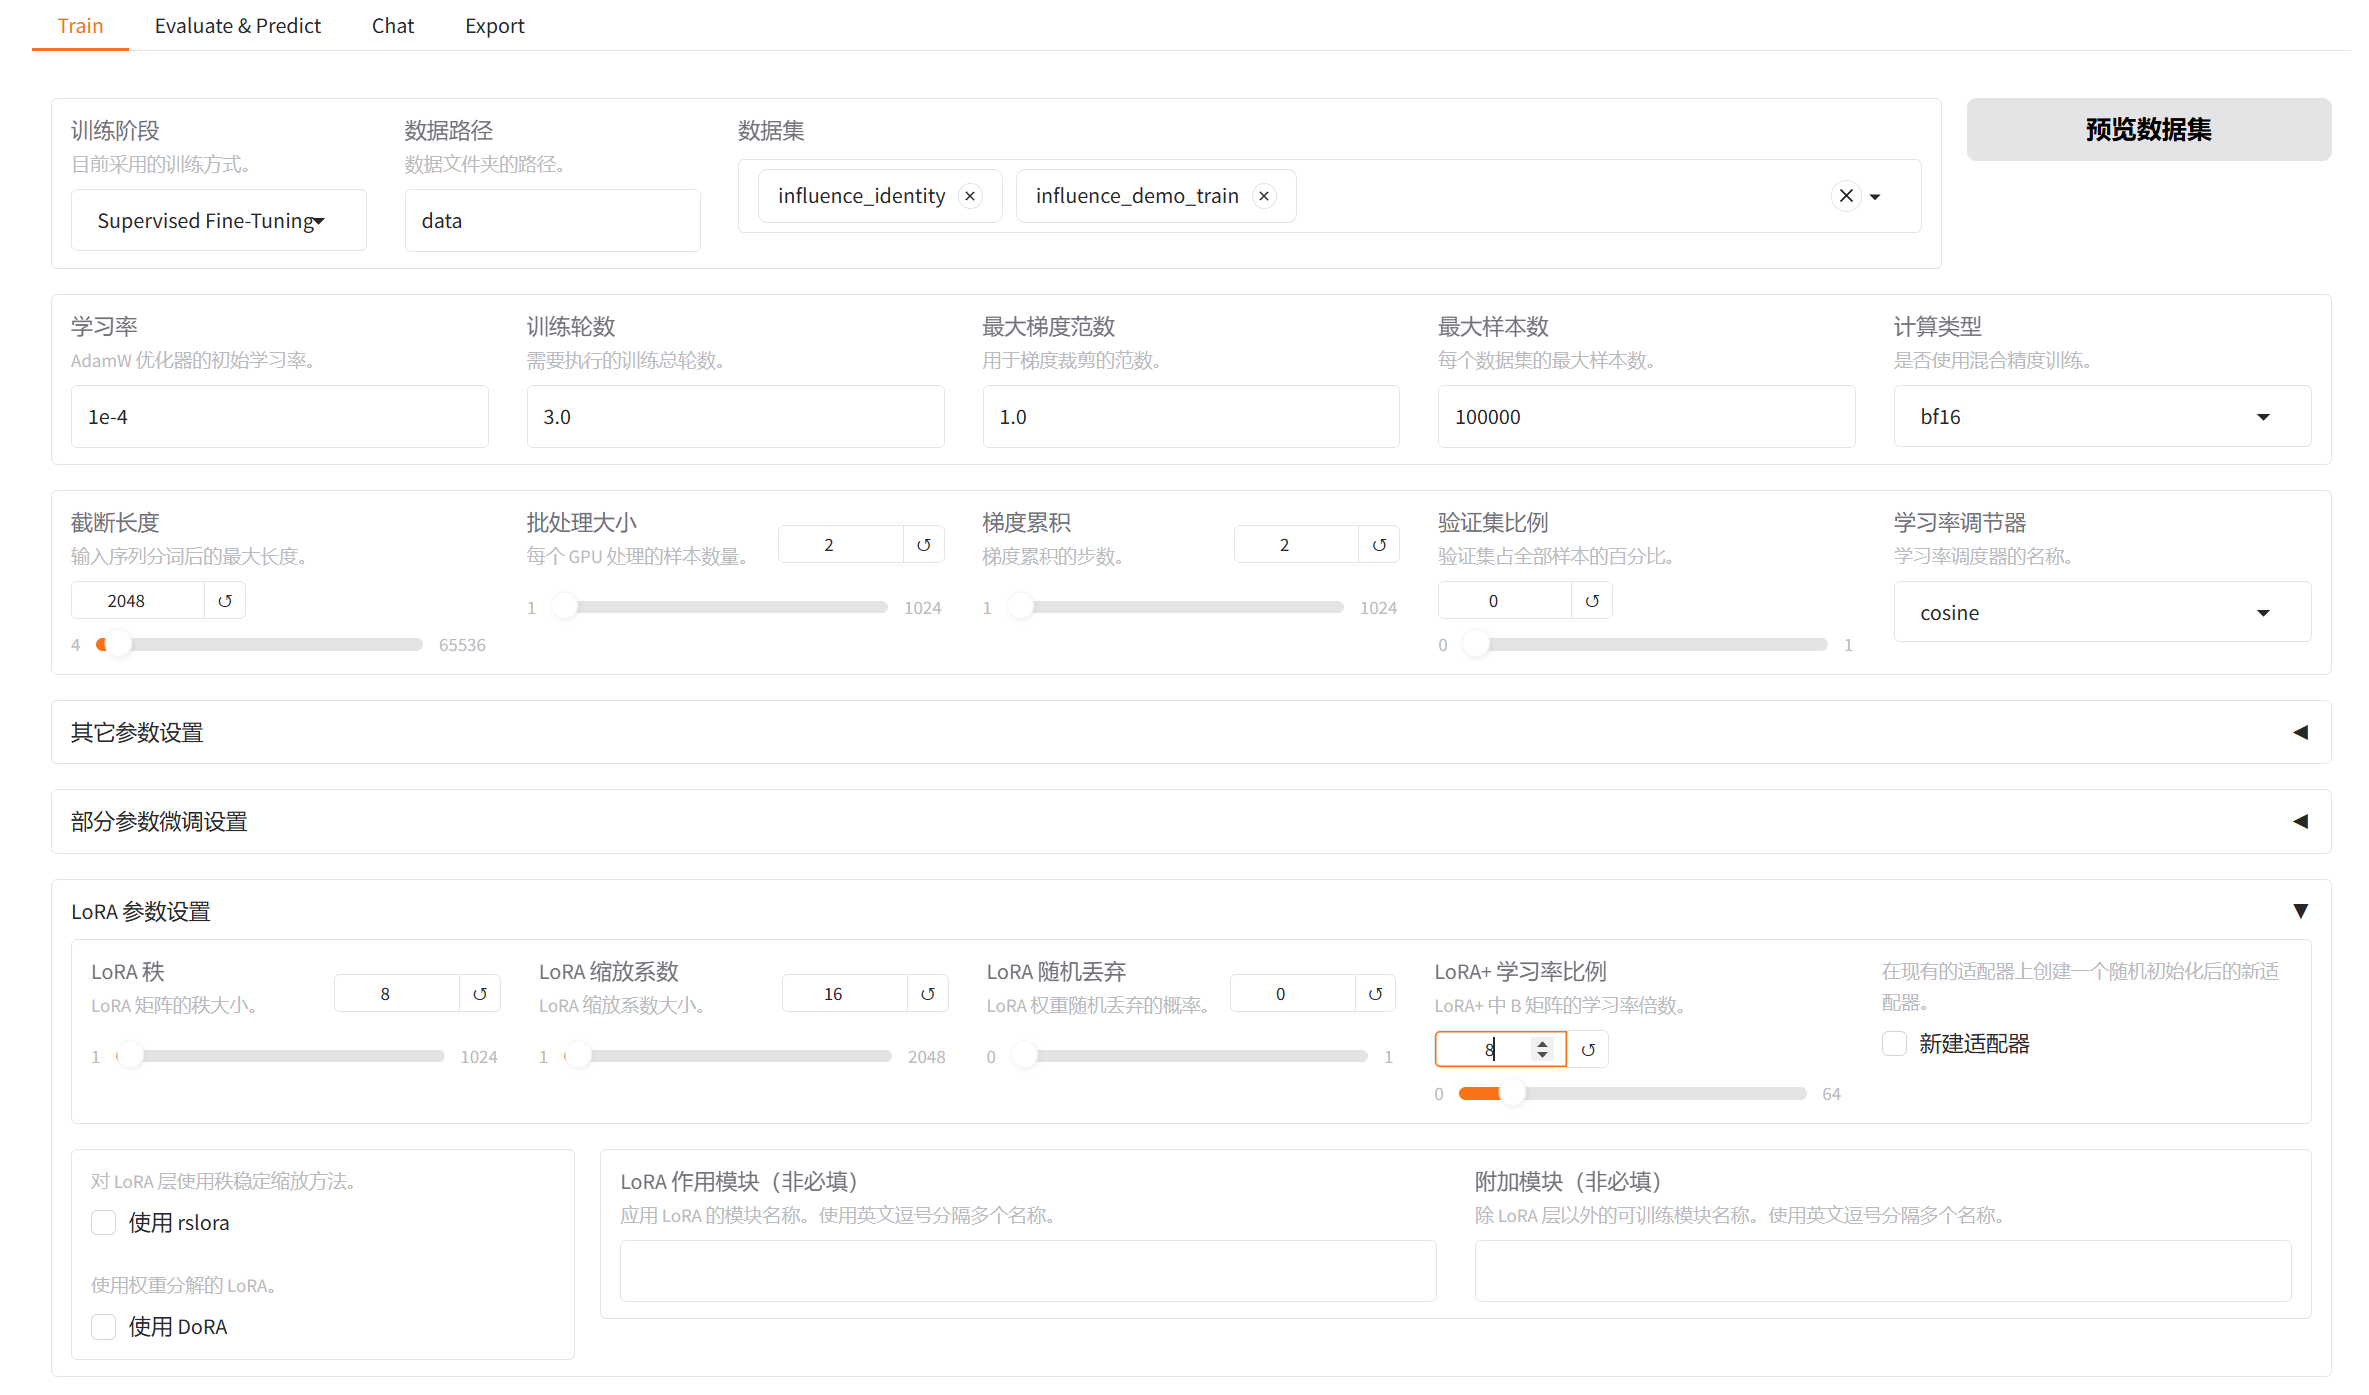 Train
Evaluate & Predict
Chat
Export
训练阶段
目前采用的训练方式。
Supervised Fine-Tuning
数据路径
数据文件夹的路径。
data
数据集
influence_identity
influence_demo_train
预览数据集
学习率
AdamW 优化器的初始学习率。
1e-4
训练轮数
需要执行的训练总轮数。
3.0
最大梯度范数
用于梯度裁剪的范数。
1.0
最大样本数
每个数据集的最大样本数。
100000
计算类型
是否使用混合精度训练。
bf16
截断长度
输入序列分词后的最大长度。
2048
4
65536
批处理大小
每个 GPU 处理的样本数量。
2
1
1024
梯度累积
梯度累积的步数。
2
1
1024
验证集比例
验证集占全部样本的百分比。
0
0
1
学习率调节器
学习率调度器的名称。
cosine
其它参数设置
部分参数微调设置
LoRA 参数设置
LoRA 秩
LoRA 矩阵的秩大小。
8
1
1024
LoRA 缩放系数
LoRA 缩放系数大小。
16
1
2048
LoRA 随机丢弃
LoRA 权重随机丢弃的概率。
0
0
1
LoRA+ 学习率比例
LoRA+ 中 B 矩阵的学习率倍数。
8
0
64
在现有的适配器上创建一个随机初始化后的新适
配器。
新建适配器
对 LoRA 层使用秩稳定缩放方法。
使用 rslora
使用权重分解的 LoRA。
使用 DoRA
LoRA 作用模块（非必填）
应用 LoRA 的模块名称。使用英文逗号分隔多个名称。
附加模块（非必填）
除 LoRA 层以外的可训练模块名称。使用英文逗号分隔多个名称。